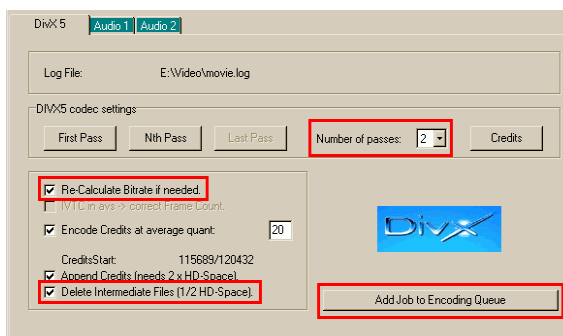 DivX 5 Audio 1 Audio 2
Log File: E:\Video\movie.log
DIVX5 codec settings
First Pass Nth Pass Last Pass Number of passes: 2 Credits
Re-Calculate Bitrate if needed.
IVTC in avs -> correct Frame Count.
Encode Credits at average quant: 20
DivX
CreditsStart: 115689/120432
Append Credits (needs 2 x HD-Space).
Delete Intermediate Files (1/2 HD-Space).
Add Job to Encoding Queue